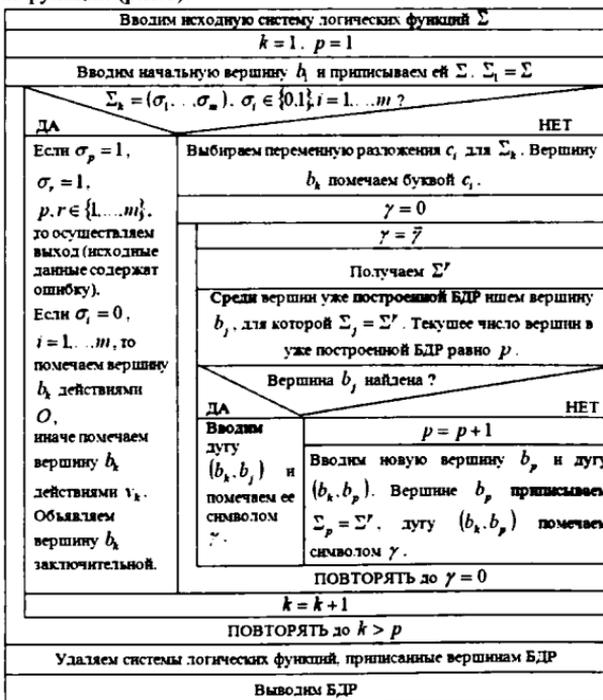 Вводим исходную систему логических функций Σ
k = 1. p = 1
Вводим начальную вершину b₁ и приписываем ей Σ. Σ₁ = Σ
Σₖ = (σ₁. ..σₘ). σᵢ ∈ {0.1}, i = 1. ...m ?
ДА
НЕТ
Если σₚ = 1,
σᵣ = 1,
p.r ∈ {1. ...m}.
то осуществляем
выход (исходные
данные содержат
ошибку).
Если σᵢ = 0,
i = 1. ...m, то
помечаем вершину
bₖ действиями
O,
иначе помечаем
вершину bₖ
действиями vₖ.
Объявляем
вершину bₖ
заключительной.
Выбираем переменную разложения cᵢ для Σₖ. Вершину
bₖ помечаем буквой cᵢ.
γ = 0
γ = γ̄
Получаем Σʳ
Среди вершин уже построенной БДР ищем вершину
bⱼ, для которой Σⱼ = Σʳ. Текущее число вершин в
уже построенной БДР равно p.
Вершина bⱼ найдена ?
ДА
НЕТ
Вводим
дугу
(bₖ.bⱼ) и
помечаем ее
символом
γ.
p = p + 1
Вводим новую вершину bₚ и дугу
(bₖ.bₚ). Вершине bₚ приписываем
Σₚ = Σʳ, дугу (bₖ.bₚ) помечаем
символом γ.
ПОВТОРЯТЬ до γ = 0
k = k + 1
ПОВТОРЯТЬ до k > p
Удаляем системы логических функций, приписанные вершинам БДР
Выводим БДР